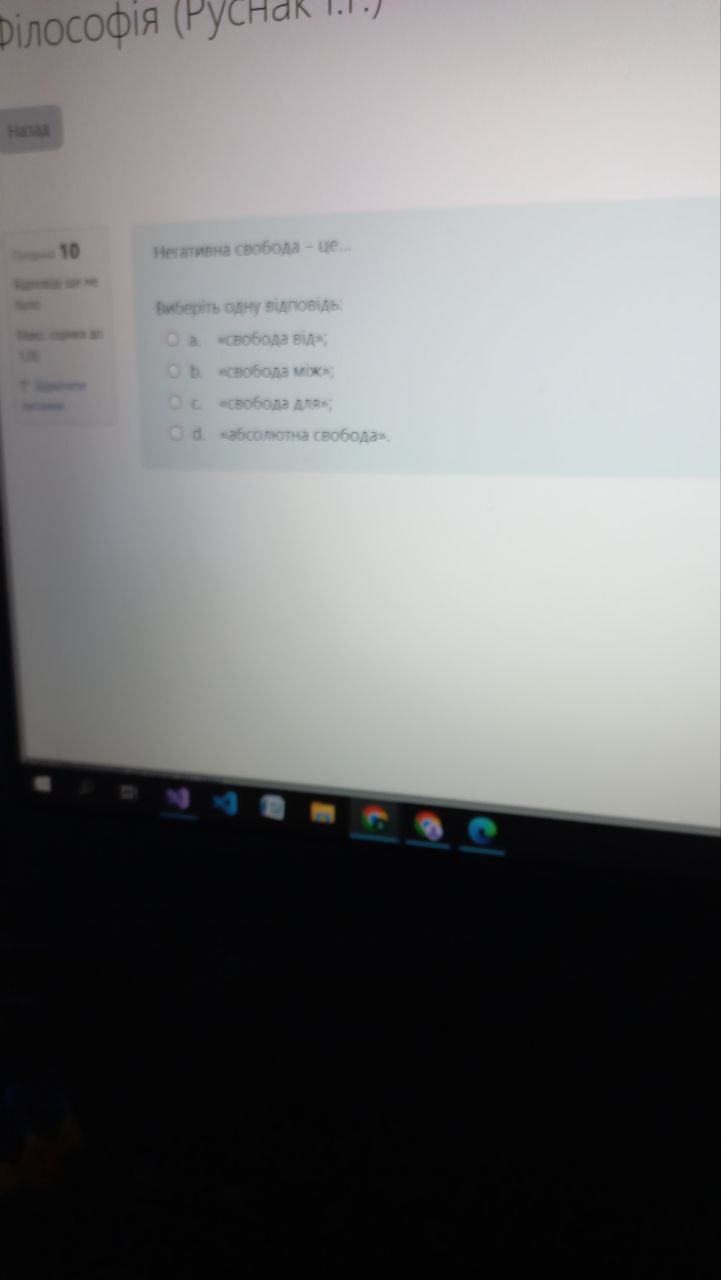 Філософія (Руснак І.Г.)
Назад
Питання 10
Відповіді ще не
було
Макс. оцінка до
1,00
Відмітити
питання
Негативна свобода – це...
Виберіть одну відповідь:
a. «свобода від»;
b. «свобода між»;
c. «свобода для»;
d. «абсолютна свобода».